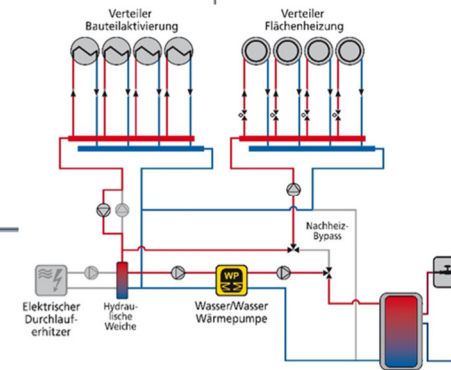 Verteiler
Bauteilaktivierung
Verteiler
Flächenheizung
Nachheiz-
Bypass
WP
Elektrischer
Durchlauf-
erhitzer
Hydrau-
lische
Weiche
Wasser/Wasser
Wärmepumpe